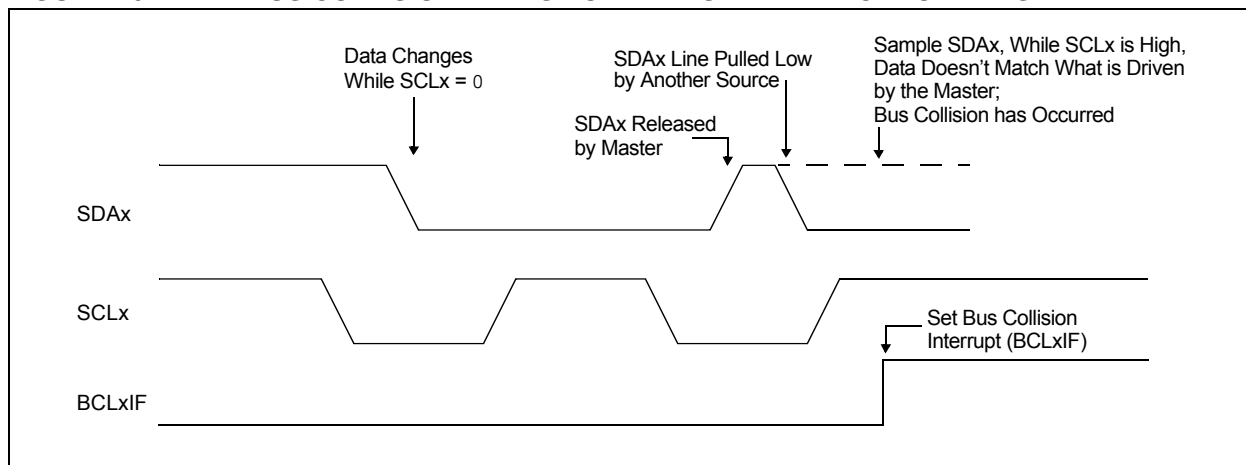 Data Changes
While SCLx = 0
SDAx Line Pulled Low
by Another Source
SDAx Released
by Master
Sample SDAx, While SCLx is High,
Data Doesn't Match What is Driven
by the Master;
Bus Collision has Occurred
SDAx
SCLx
Set Bus Collision
Interrupt (BCLxIF)
BCLxIF